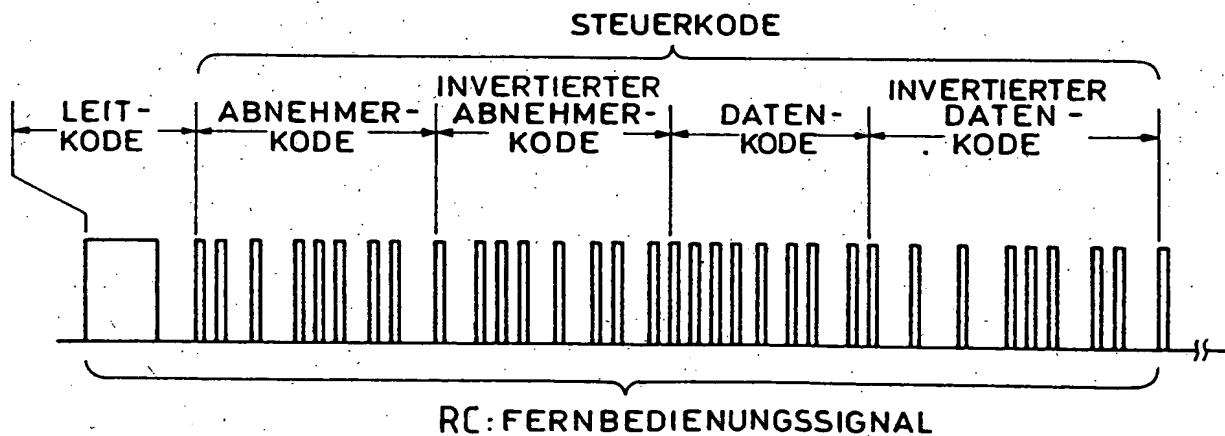 STEUERKODE
LEIT-
KODE
ABNEHMER-
KODE
INVERTIERTER
ABNEHMER-
KODE
DATEN-
KODE
INVERTIERTER
DATEN-
KODE
RC: FERNBEDIENUNGSSIGNAL